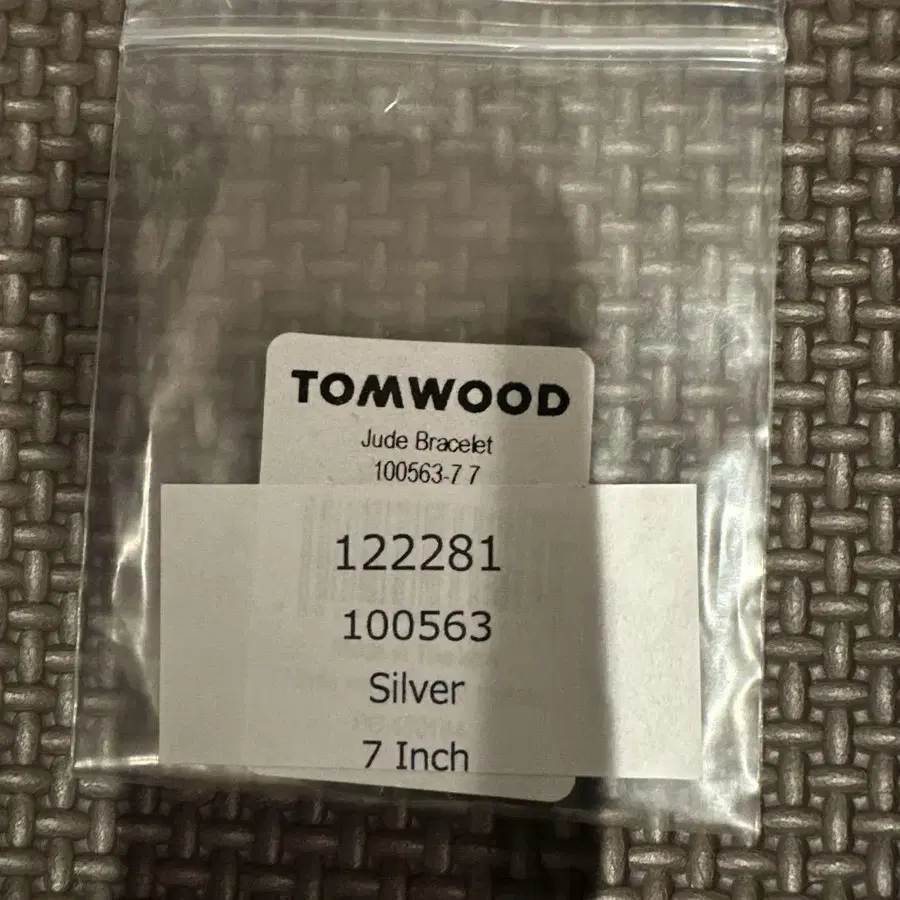 TOMWOOD
Jude Bracelet
100563-7 7
122281
100563
Silver
7 Inch